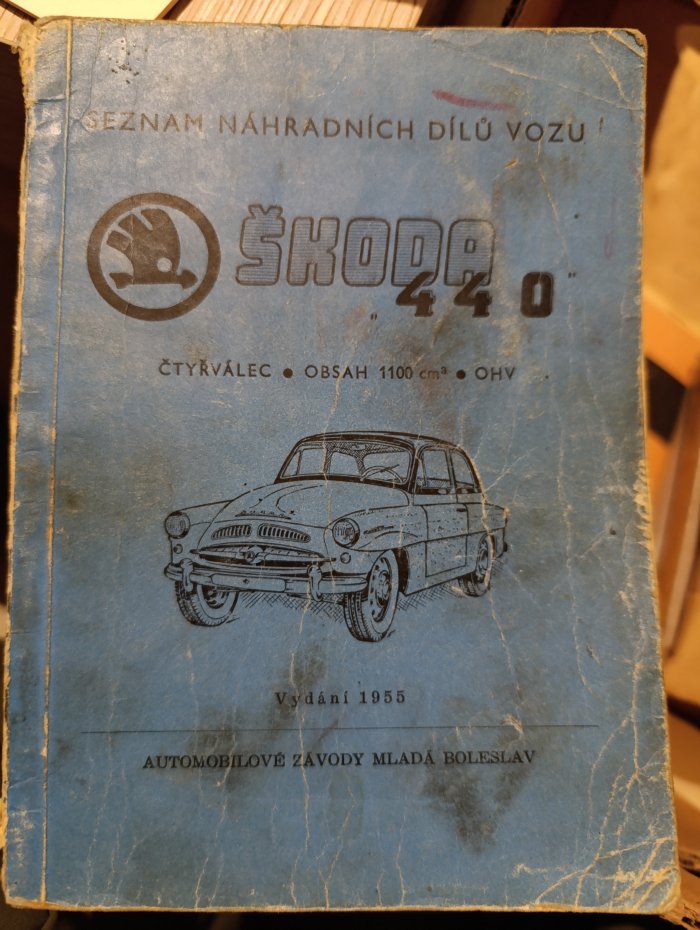 SEZNAM NÁHRADNÍCH DÍLŮ VOZU
ŠKODA
„440"
ČTYŘVÁLEC • OBSAH 1100 cm³ • OHV
Vydání 1955
AUTOMOBILOVÉ ZÁVODY MLADÁ BOLESLAV